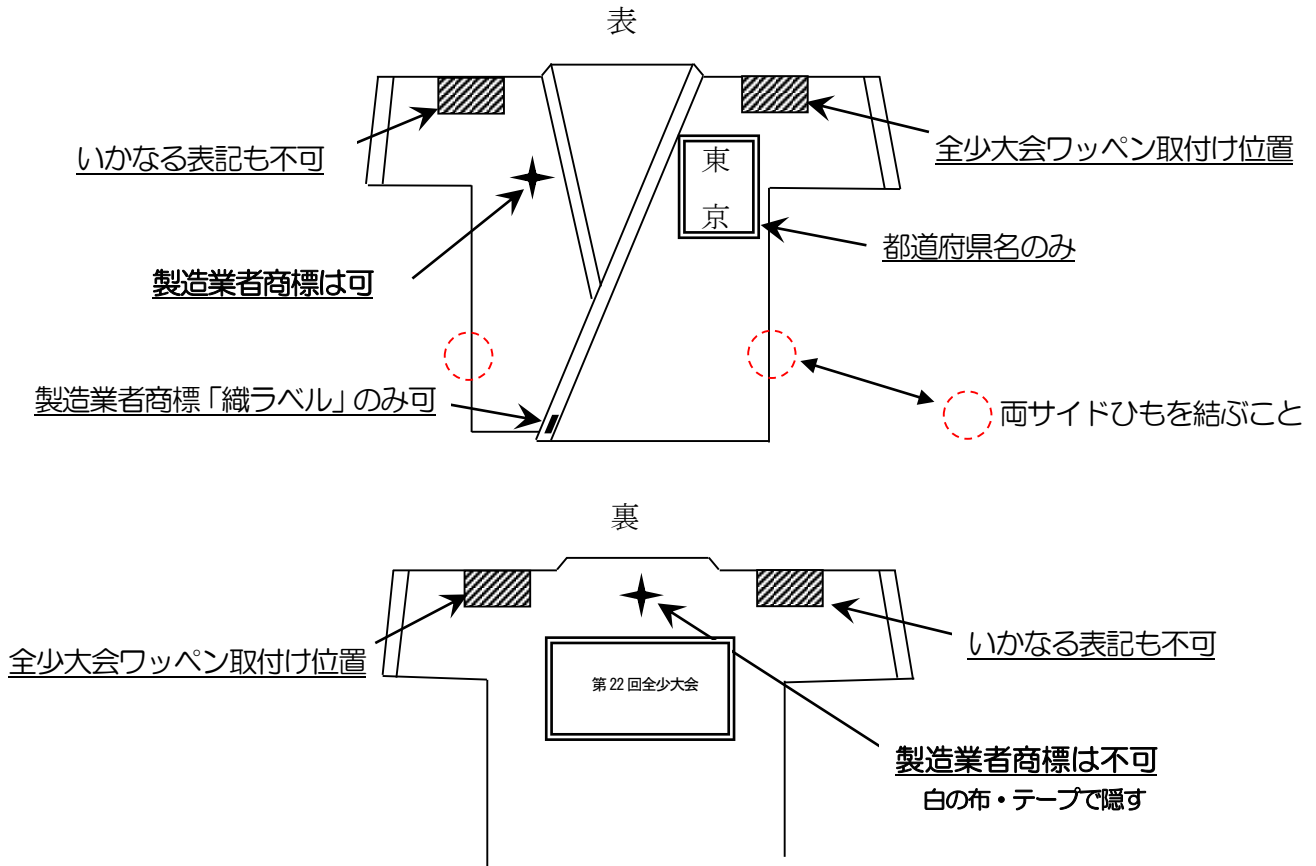 表
いかなる表記も不可
全少大会ワッペン取付け位置
東
京
都道府県名のみ
製造業者商標は可
製造業者商標「織ラベル」のみ可
両サイドひもを結ぶこと
裏
全少大会ワッペン取付け位置
いかなる表記も不可
第22回全少大会
製造業者商標は不可
白の布・テープで隠す